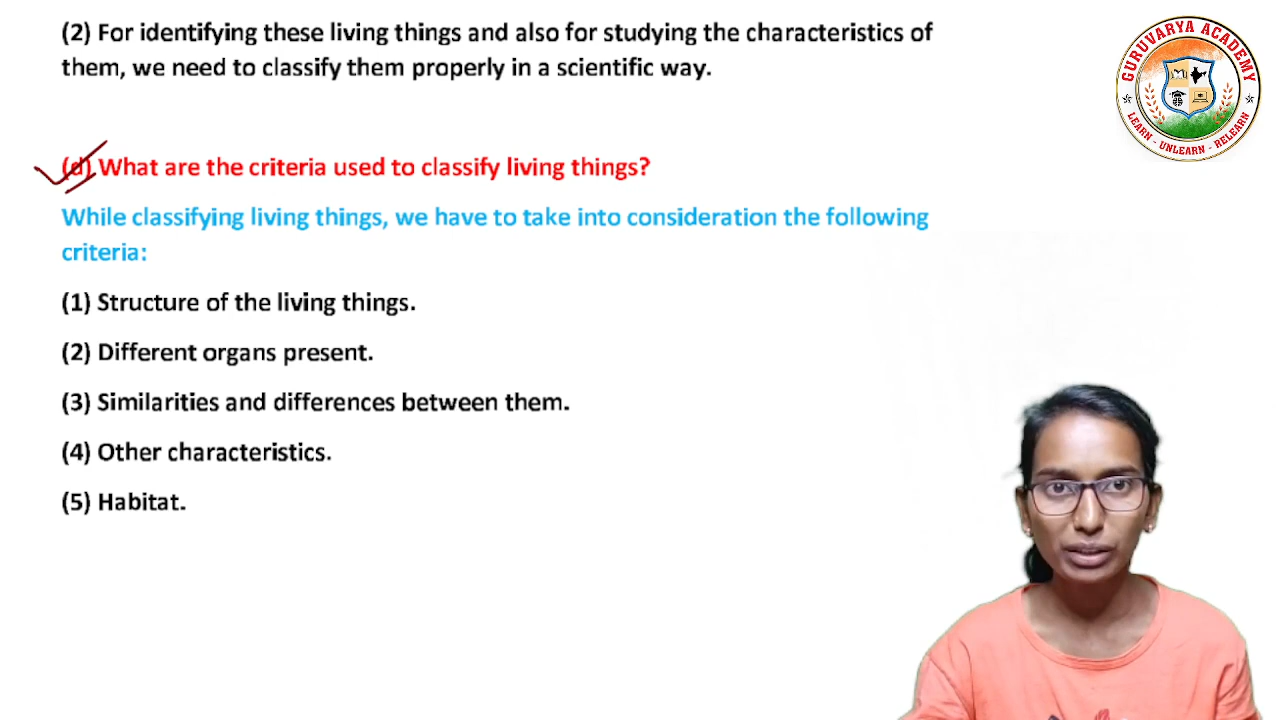 (2) For identifying these living things and also for studying the characteristics of
them, we need to classify them properly in a scientific way.
GURUVARYA ACADEMY
LEARN - UNLEARN - RELEARN
(d) What are the criteria used to classify living things?
While classifying living things, we have to take into consideration the following
criteria:
(1) Structure of the living things.
(2) Different organs present.
(3) Similarities and differences between them.
(4) Other characteristics.
(5) Habitat.